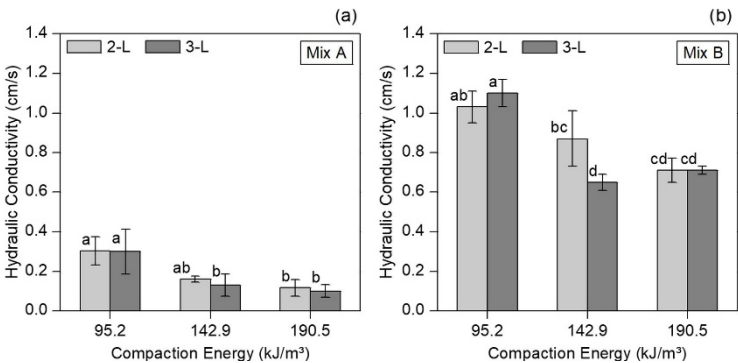 (a)
Hydraulic Conductivity (cm/s)
1.4
1.2
1.0
0.8
0.6
0.4
0.2
0.0
2-L 3-L
Mix A
a a
ab b
b b
95.2 142.9 190.5
Compaction Energy (kJ/m³)
(b)
Hydraulic Conductivity (cm/s)
1.4
1.2
1.0
0.8
0.6
0.4
0.2
0.0
2-L 3-L
Mix B
ab a
bc d
cd cd
95.2 142.9 190.5
Compaction Energy (kJ/m³)